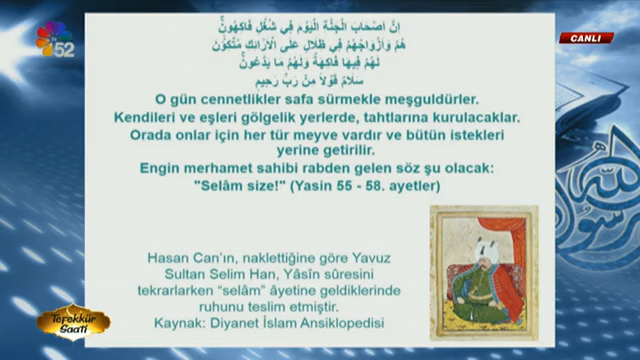 52
CANLI
اِنَّ اَصْحَابَ الْجَنَّةِ الْيَوْمَ فِي شُغُلٍ فَاكِهُونَ
هُمْ وَاَزْوَاجُهُمْ فِي ظِلَالٍ عَلَى الْاَرَائِكِ مُتَّكِؤُنَ
لَهُمْ فِيهَا فَاكِهَةٌ وَلَهُمْ مَا يَدَّعُونَ
سَلَامٌ قَوْلاً مِنْ رَبٍّ رَحِيمٍ
O gün cennetlikler safa sürmekle meşguldürler.
Kendileri ve eşleri gölgelik yerlerde, tahtlarına kurulacaklar.
Orada onlar için her tür meyve vardır ve bütün istekleri
yerine getirilir.
Engin merhamet sahibi rabden gelen söz şu olacak:
"Selâm size!" (Yasin 55 - 58. ayetler)
Hasan Can'ın, naklettiğine göre Yavuz
Sultan Selim Han, Yâsîn sûresini
tekrarlarken "selâm" âyetine geldiklerinde
ruhunu teslim etmiştir.
Kaynak: Diyanet İslam Ansiklopedisi
Tefekkür
Saati